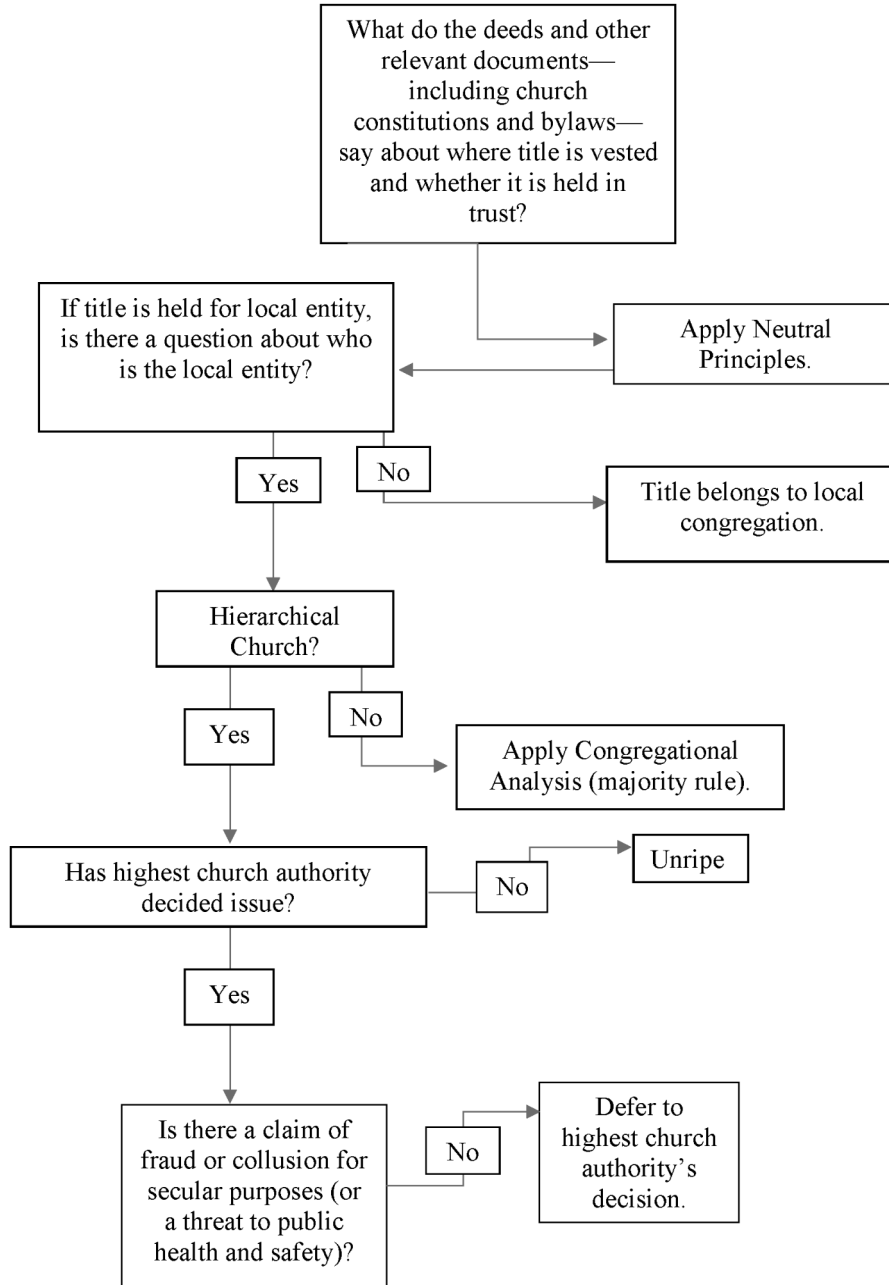 What do the deeds and other
relevant documents—
including church
constitutions and bylaws—
say about where title is vested
and whether it is held in
trust?
If title is held for local entity,
is there a question about who
is the local entity?
Apply Neutral
Principles.
Yes
No
Title belongs to local
congregation.
Hierarchical
Church?
Yes
No
Apply Congregational
Analysis (majority rule).
Has highest church authority
decided issue?
No
Unripe
Yes
Is there a claim of
fraud or collusion for
secular purposes (or
a threat to public
health and safety)?
No
Defer to
highest church
authority’s
decision.